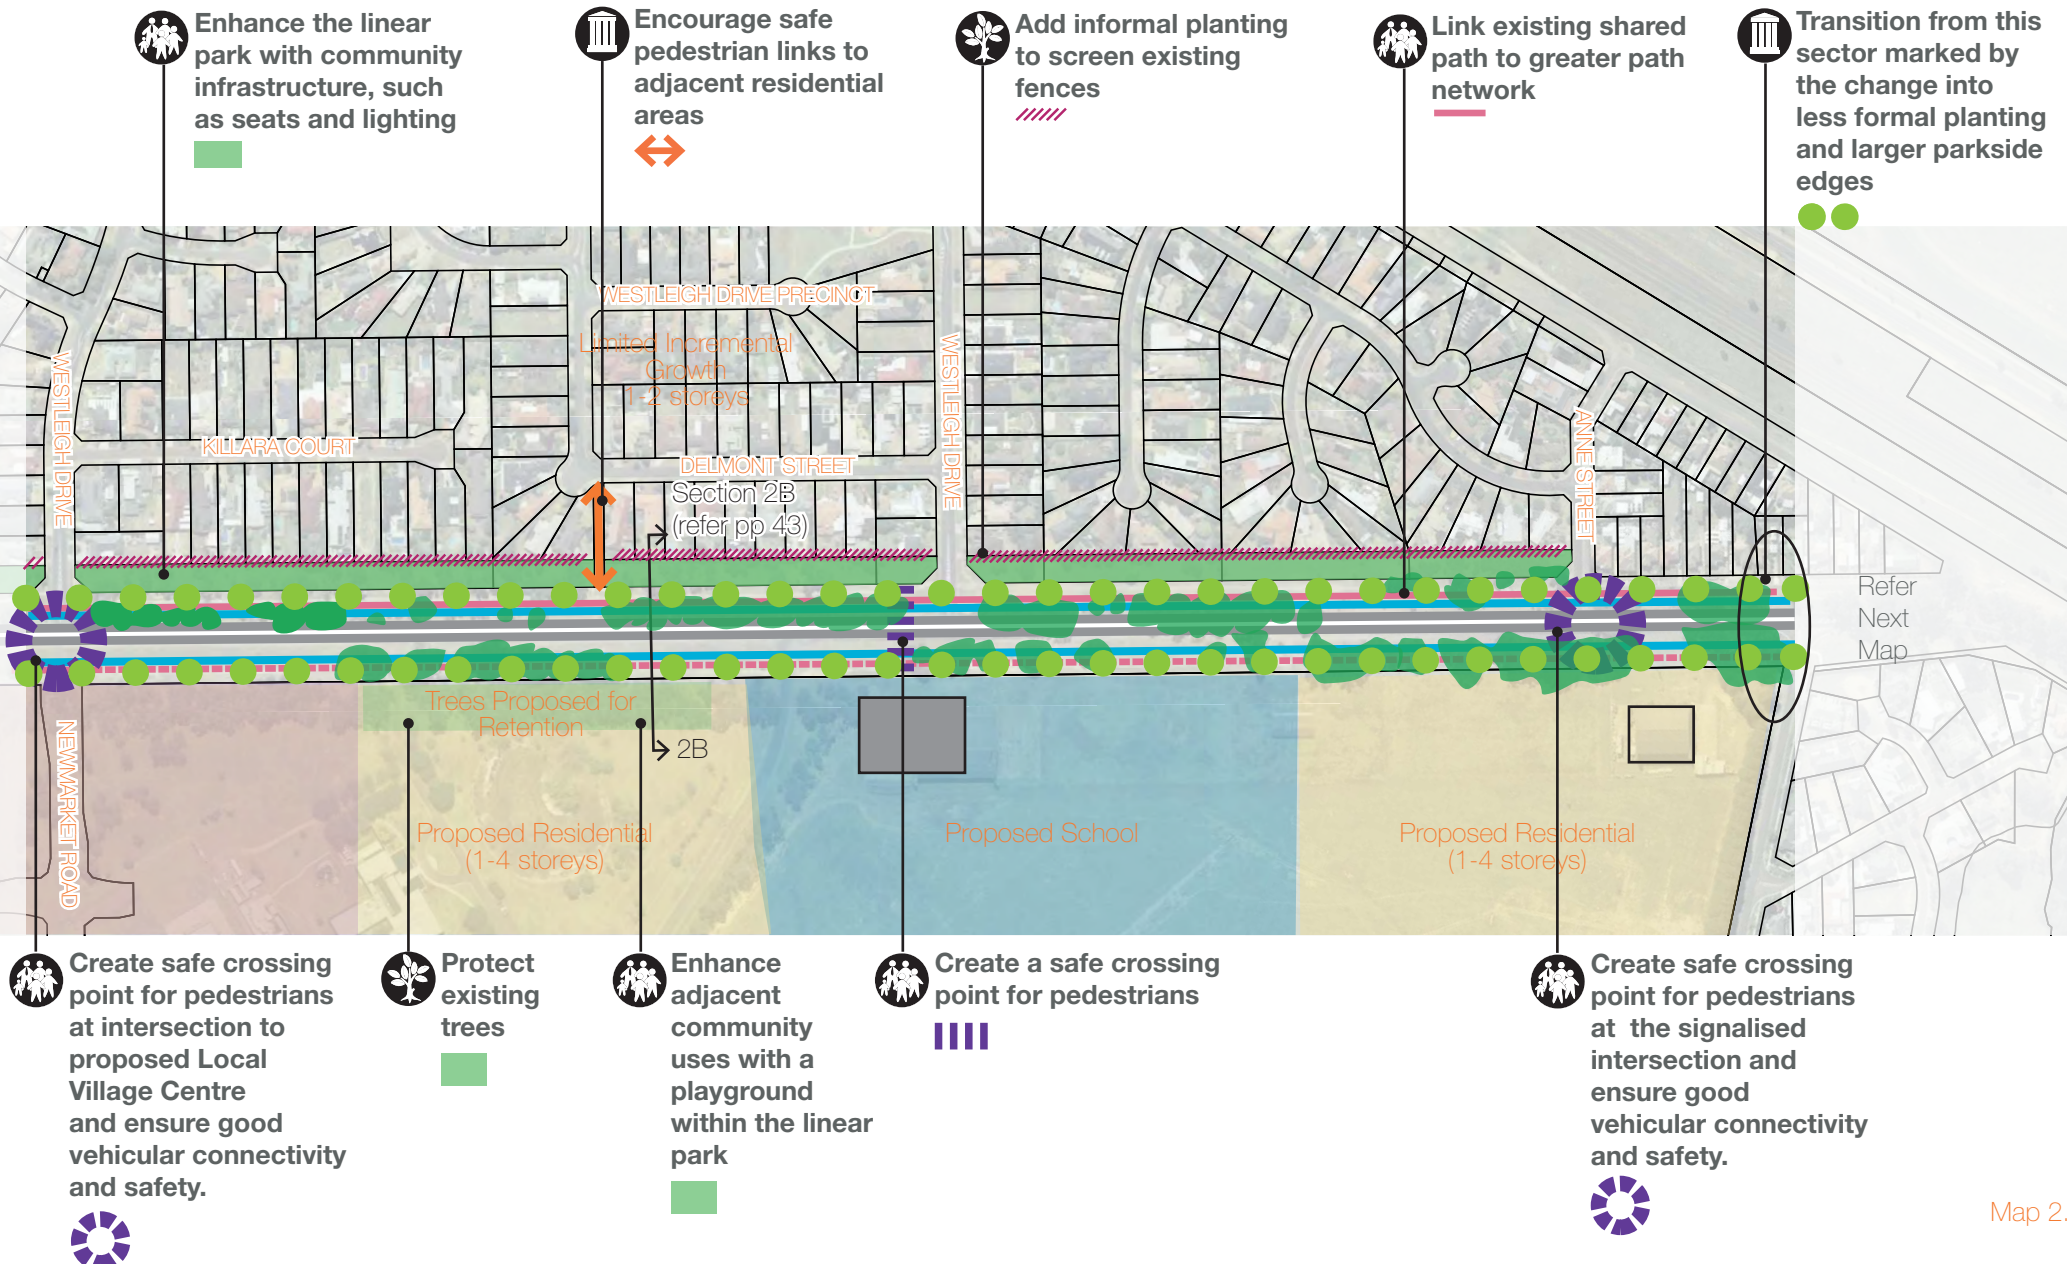 Enhance the linear
park with community
infrastructure, such
as seats and lighting
Encourage safe
pedestrian links to
adjacent residential
areas
Add informal planting
to screen existing
fences
Link existing shared
path to greater path
network
Transition from this
sector marked by
the change into
less formal planting
and larger parkside
edges
WESTLEIGH DRIVE PRECINCT
Limited Incremental
Growth
1-2 storeys
WESTLEIGH DRIVE
KILLARA COURT
DELMONT STREET
Section 2B
(refer pp 43)
WESTLEIGH DRIVE
ANNE STREET
Refer
Next
Map
Trees Proposed for
Retention
2B
NEWMARKET ROAD
Proposed Residential
(1-4 storeys)
Proposed School
Proposed Residential
(1-4 storeys)
Create safe crossing
point for pedestrians
at intersection to
proposed Local
Village Centre
and ensure good
vehicular connectivity
and safety.
Protect
existing
trees
Enhance
adjacent
community
uses with a
playground
within the linear
park
Create a safe crossing
point for pedestrians
Create safe crossing
point for pedestrians
at  the signalised
intersection and
ensure good
vehicular connectivity
and safety.
Map 2.